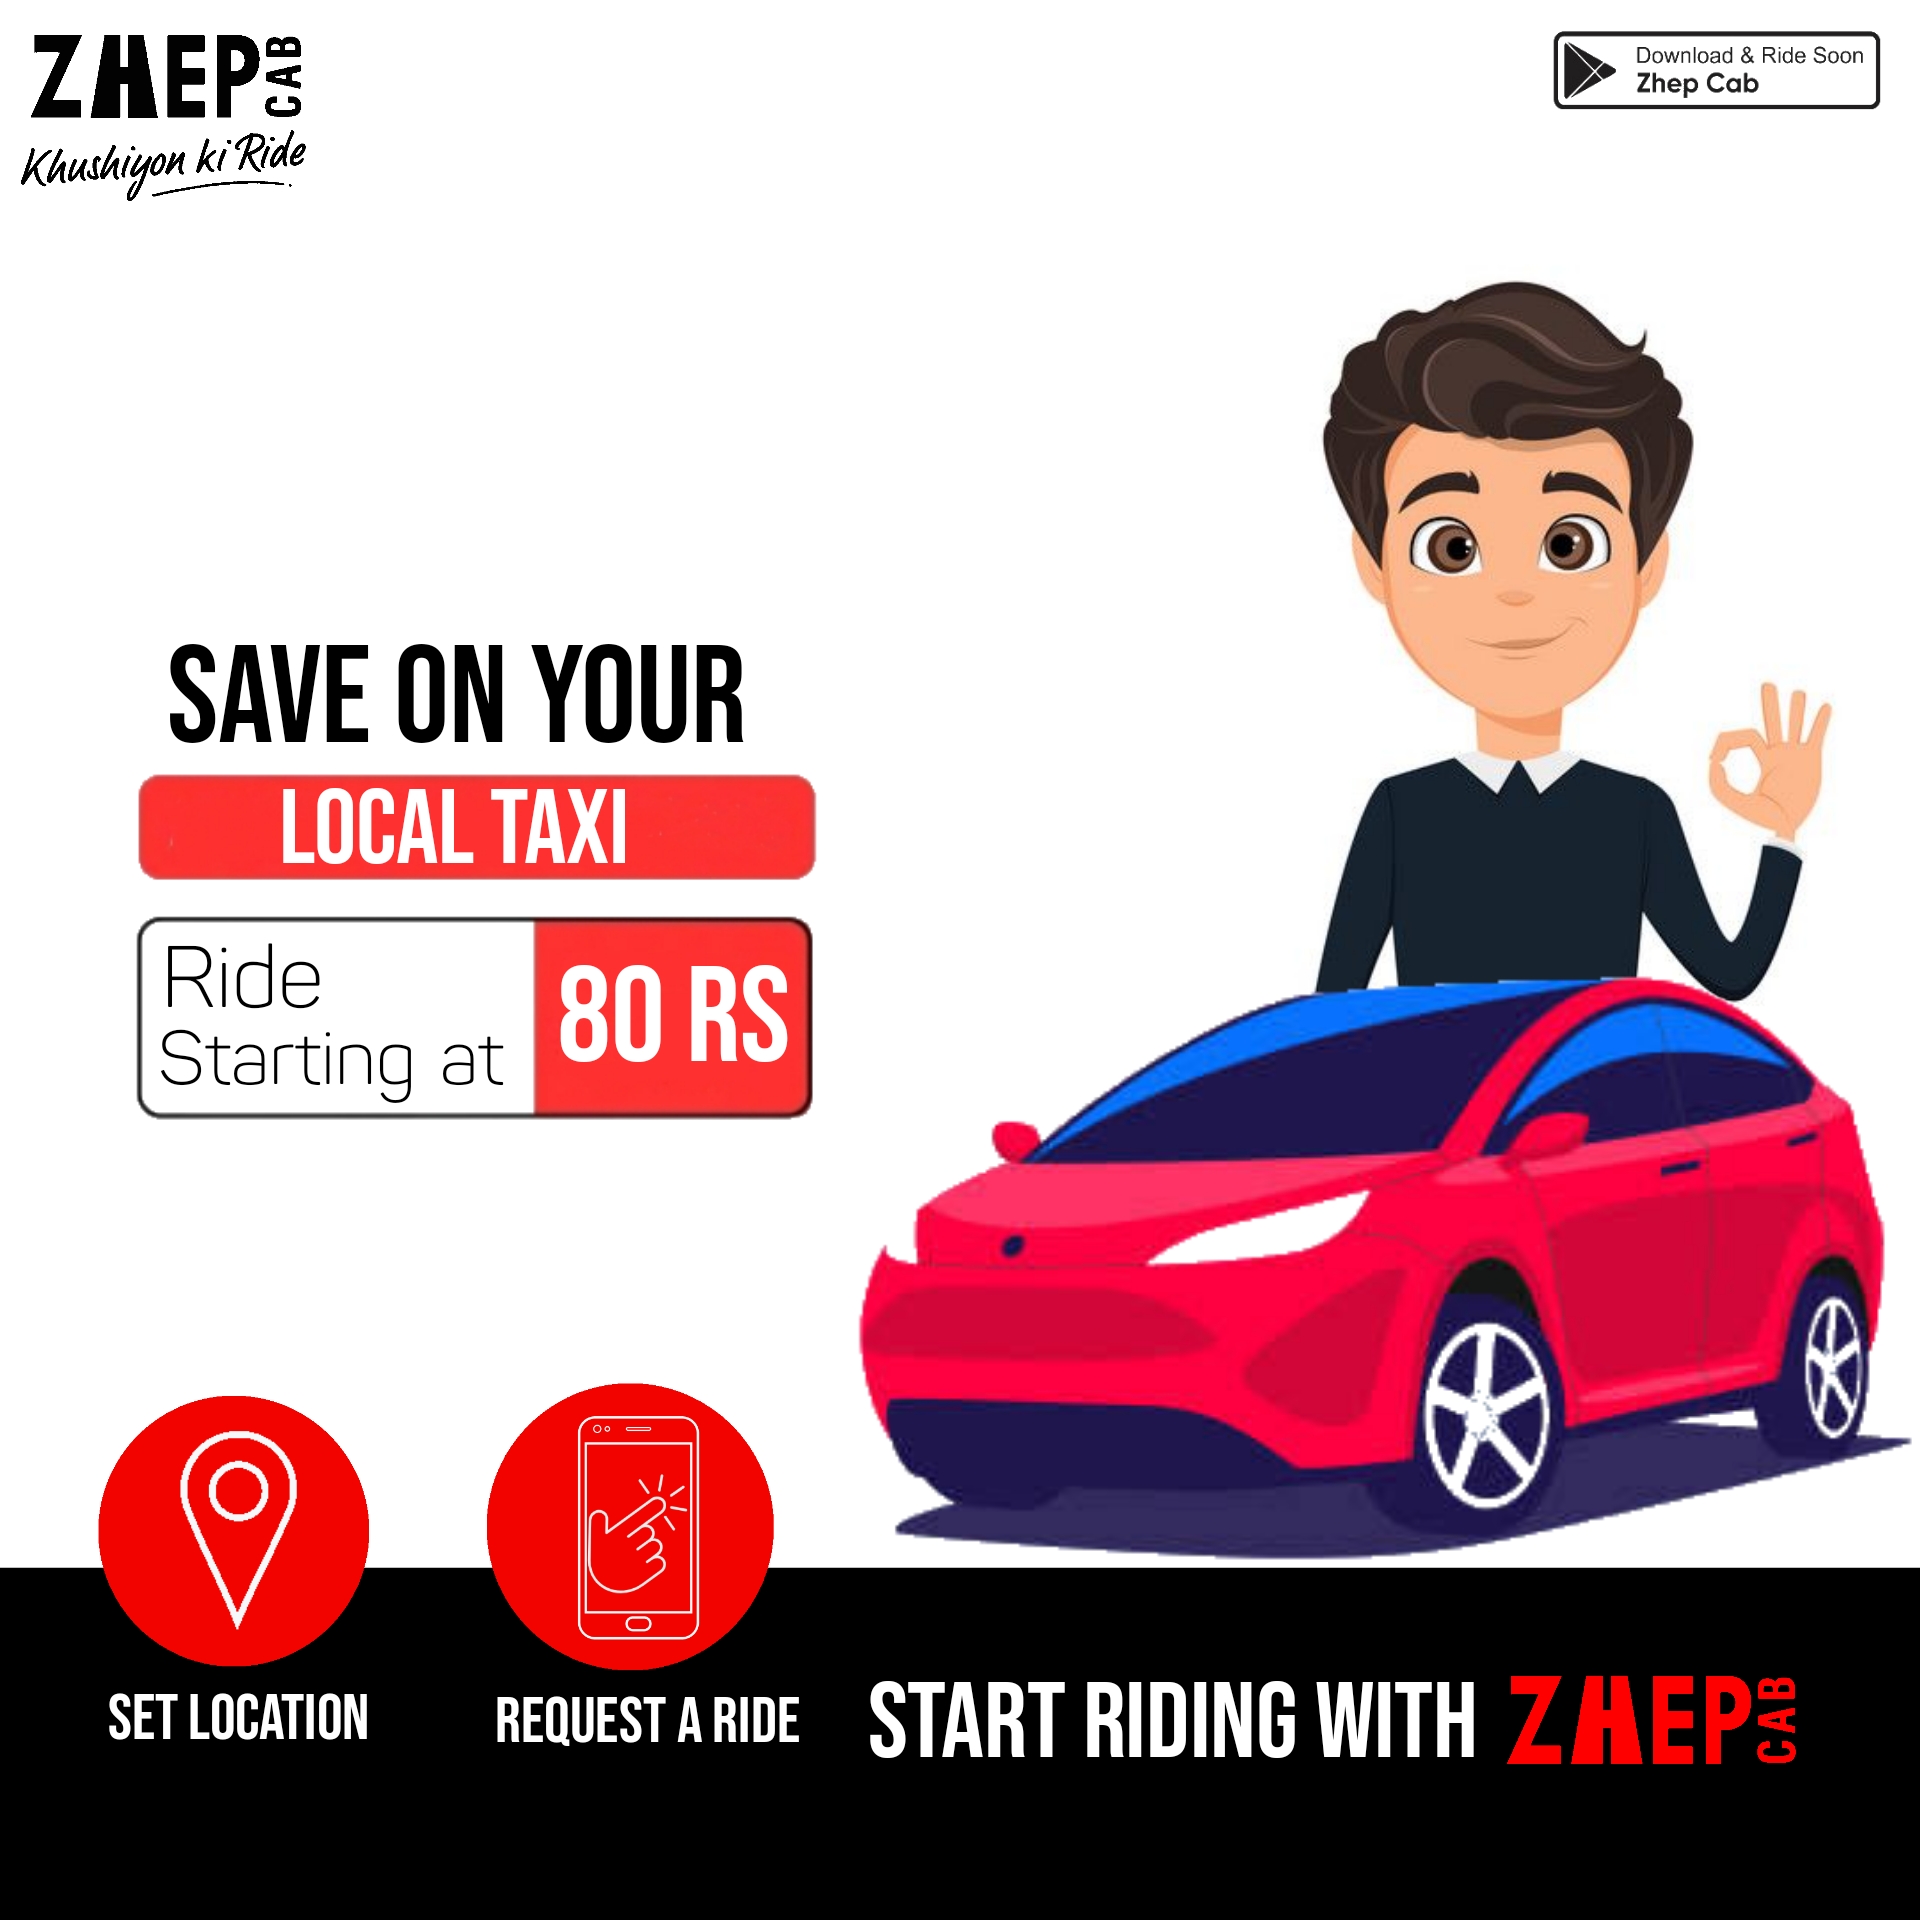 ZHEP CAB
Khushiyon ki Ride
Download & Ride Soon
Zhep Cab
SAVE ON YOUR
LOCAL TAXI
Ride
Starting at
80 RS
SET LOCATION
REQUEST A RIDE
START RIDING WITH ZHEP CAB